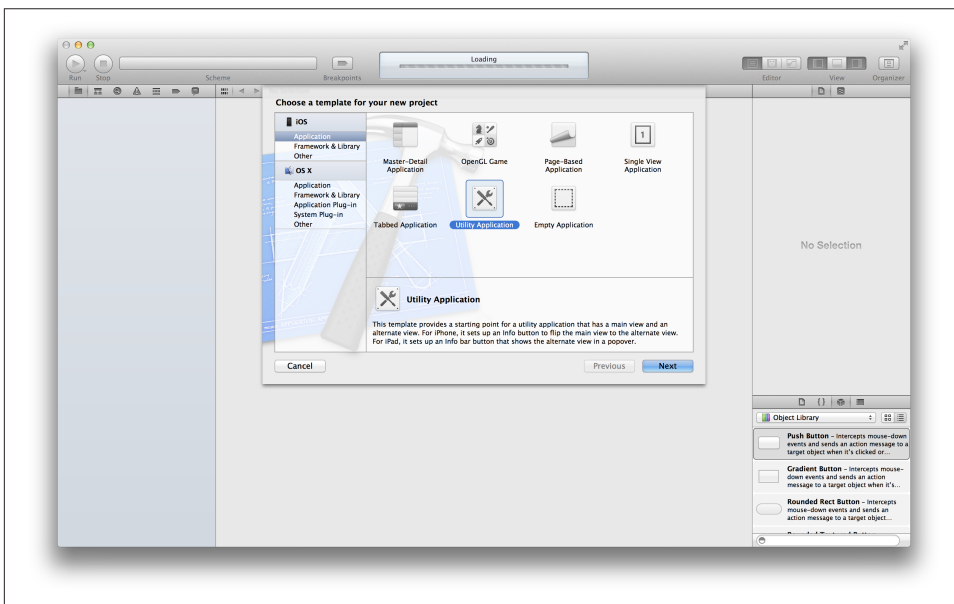 Loading
Run Stop Scheme Breakpoints Editor View Organizer
Choose a template for your new project
iOS
Application
Framework & Library
Other
OS X
Application
Framework & Library
Application Plug-in
System Plug-in
Other
Master-Detail
Application
OpenGL Game
Page-Based
Application
1
Single View
Application
Tabbed Application
Utility Application
Empty Application
Utility Application
This template provides a starting point for a utility application that has a main view and an
alternate view. For iPhone, it sets up an Info button to flip the main view to the alternate view.
For iPad, it sets up an Info bar button that shows the alternate view in a popover.
Cancel
Previous
Next
No Selection
{}
Object Library
Push Button – Intercepts mouse-down
events and sends an action message to a
target object when it's clicked or…
Gradient Button – Intercepts mouse-
down events and sends an action
message to a target object when it's…
Rounded Rect Button – Intercepts
mouse-down events and sends an
action message to a target object…